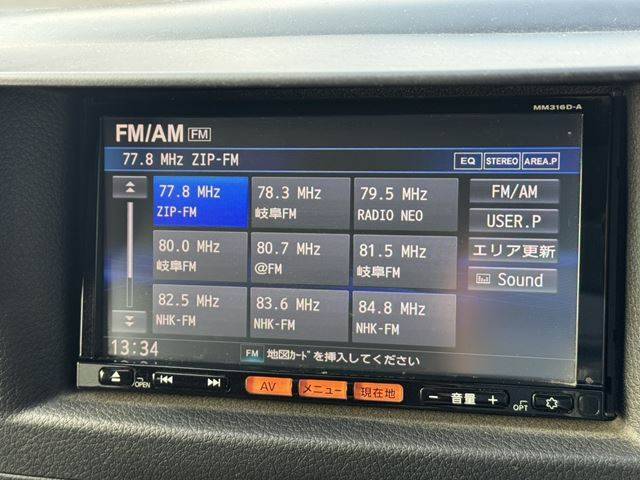 MM316D-A
FM/AM FM
77.8 MHz ZIP-FM EQ STEREO AREA.P
77.8 MHz
ZIP-FM
78.3 MHz
岐阜FM
79.5 MHz
RADIO NEO
FM/AM
USER.P
80.0 MHz
岐阜FM
80.7 MHz
@FM
81.5 MHz
岐阜FM
エリア更新
Sound
82.5 MHz
NHK-FM
83.6 MHz
NHK-FM
84.8 MHz
NHK-FM
13:34
FM 地図ｶｰﾄﾞを挿入してください
OPEN
AV
メニュー
現在地
− 音量 +
OPT